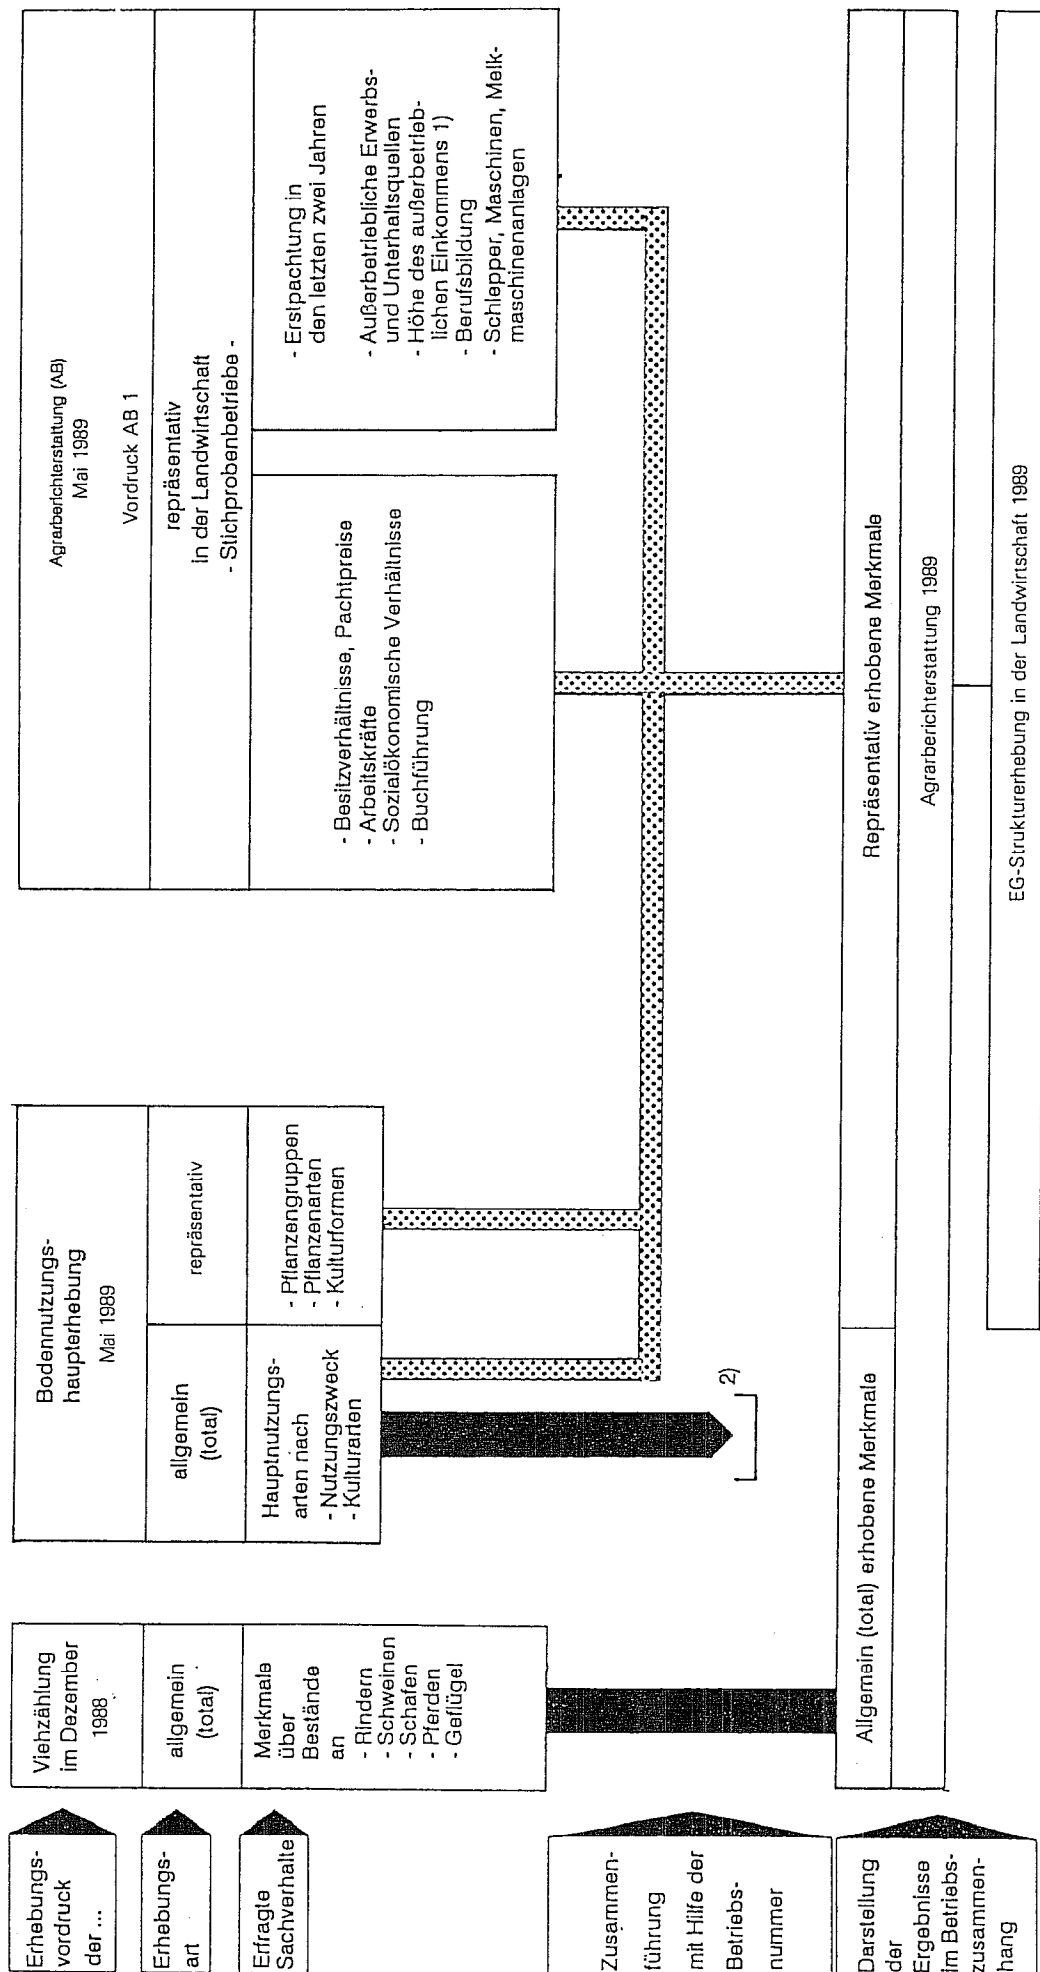 Erhebungs-
vordruck
der ...
Viehzählung
im Dezember
1988
Bodennutzungs-
haupterhebung
Mai 1989
Agrarberichterstattung (AB)
Mai 1989
Vordruck AB 1
Erhebungs-
art
allgemein
(total)
allgemein
(total)
repräsentativ
repräsentativ
in der Landwirtschaft
- Stichprobenbetriebe -
Erfragte
Sachverhalte
Merkmale
über
Bestände
an
- Rindern
- Schweinen
- Schafen
- Pferden
- Geflügel
Hauptnutzungs-
arten nach
- Nutzungszweck
- Kulturarten
- Pflanzengruppen
- Pflanzenarten
- Kulturformen
- Besitzverhältnisse, Pachtpreise
- Arbeitskräfte
- Sozialökonomische Verhältnisse
- Buchführung
- Erstpachtung in
den letzten zwei Jahren
- Außerbetriebliche Erwerbs-
und Unterhaltsquellen
- Höhe des außerbetrieb-
lichen Einkommens 1)
- Berufsbildung
- Schlepper, Maschinen, Melk-
maschinenanlagen
Zusammen-
führung
mit Hilfe der
Betriebs-
nummer
2)
Darstellung
der
Ergebnisse
im Betriebs-
zusammen-
hang
Allgemein (total) erhobene Merkmale
Repräsentativ erhobene Merkmale
Agrarberichterstattung 1989
EG-Strukturerhebung in der Landwirtschaft 1989